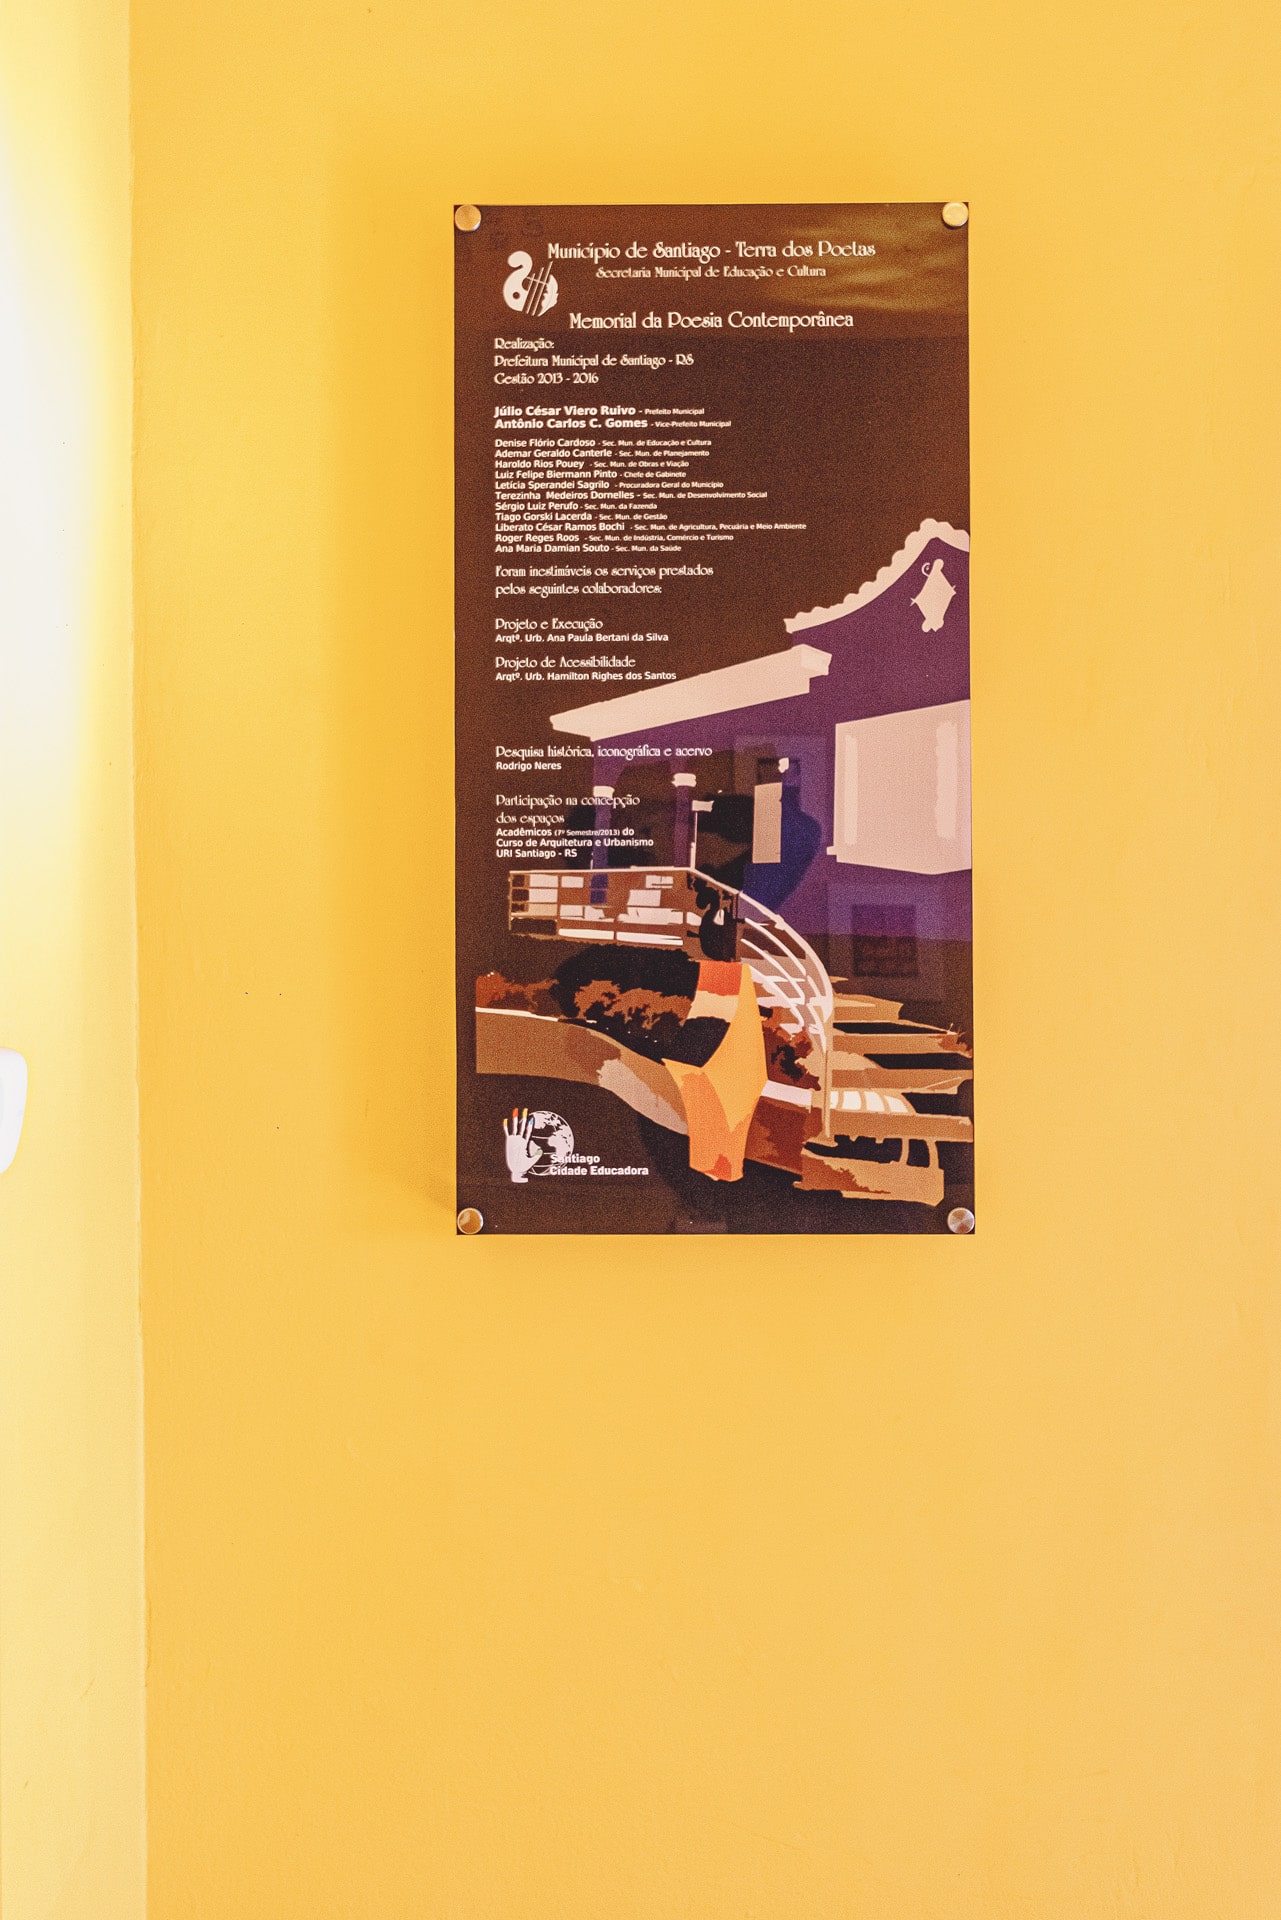 Município de Santiago - Terra dos Poetas
Secretaria Municipal de Educação e Cultura
Memorial da Poesia Contemporânea
Realização:
Prefeitura Municipal de Santiago - RS
Gestão 2013 - 2016
Júlio César Viero Ruivo - Prefeito Municipal
Antônio Carlos C. Gomes - Vice-Prefeito Municipal
Denise Flório Cardoso - Sec. Mun. de Educação e Cultura
Ademar Geraldo Canterle - Sec. Mun. de Planejamento
Haroldo Rios Pouey - Sec. Mun. de Obras e Viação
Luiz Felipe Biermann Pinto - Chefe de Gabinete
Letícia Sperandei Sagrilo - Procuradora Geral do Município
Terezinha Medeiros Dornelles - Sec. Mun. de Desenvolvimento Social
Sérgio Luiz Perufo - Sec. Mun. da Fazenda
Tiago Gorski Lacerda - Sec. Mun. de Gestão
Liberato César Ramos Bochi - Sec. Mun. de Agricultura, Pecuária e Meio Ambiente
Roger Reges Roos - Sec. Mun. de Indústria, Comércio e Turismo
Ana Maria Damian Souto - Sec. Mun. da Saúde
Foram inestimáveis os serviços prestados
pelos seguintes colaboradores:
Projeto e Execução
Arqtº. Urb. Ana Paula Bertani da Silva
Projeto de Acessibilidade
Arqtº. Urb. Hamilton Righes dos Santos
Pesquisa histórica, iconográfica e acervo
Rodrigo Neres
Participação na concepção
dos espaços
Acadêmicos (7º Semestre/2013) do
Curso de Arquitetura e Urbanismo
URI Santiago - RS
Santiago
Cidade Educadora